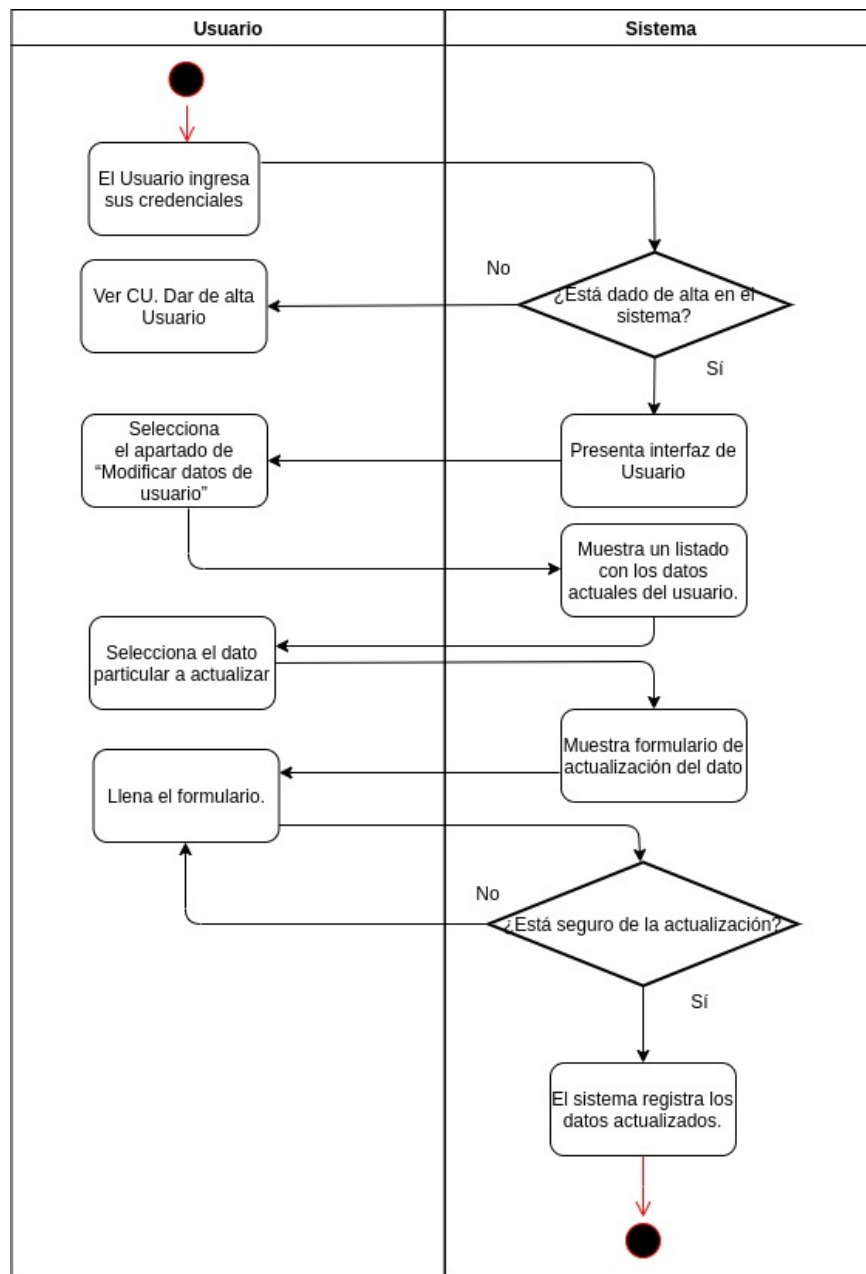 Usuario
Sistema
El Usuario ingresa
sus credenciales
No
¿Está dado de alta en el
sistema?
Ver CU. Dar de alta
Usuario
Sí
Selecciona
el apartado de
“Modificar datos de
usuario”
Presenta interfaz de
Usuario
Muestra un listado
con los datos
actuales del usuario.
Selecciona el dato
particular a actualizar
Muestra formulario de
actualización del dato
Llena el formulario.
No
¿Está seguro de la actualización?
Sí
El sistema registra los
datos actualizados.